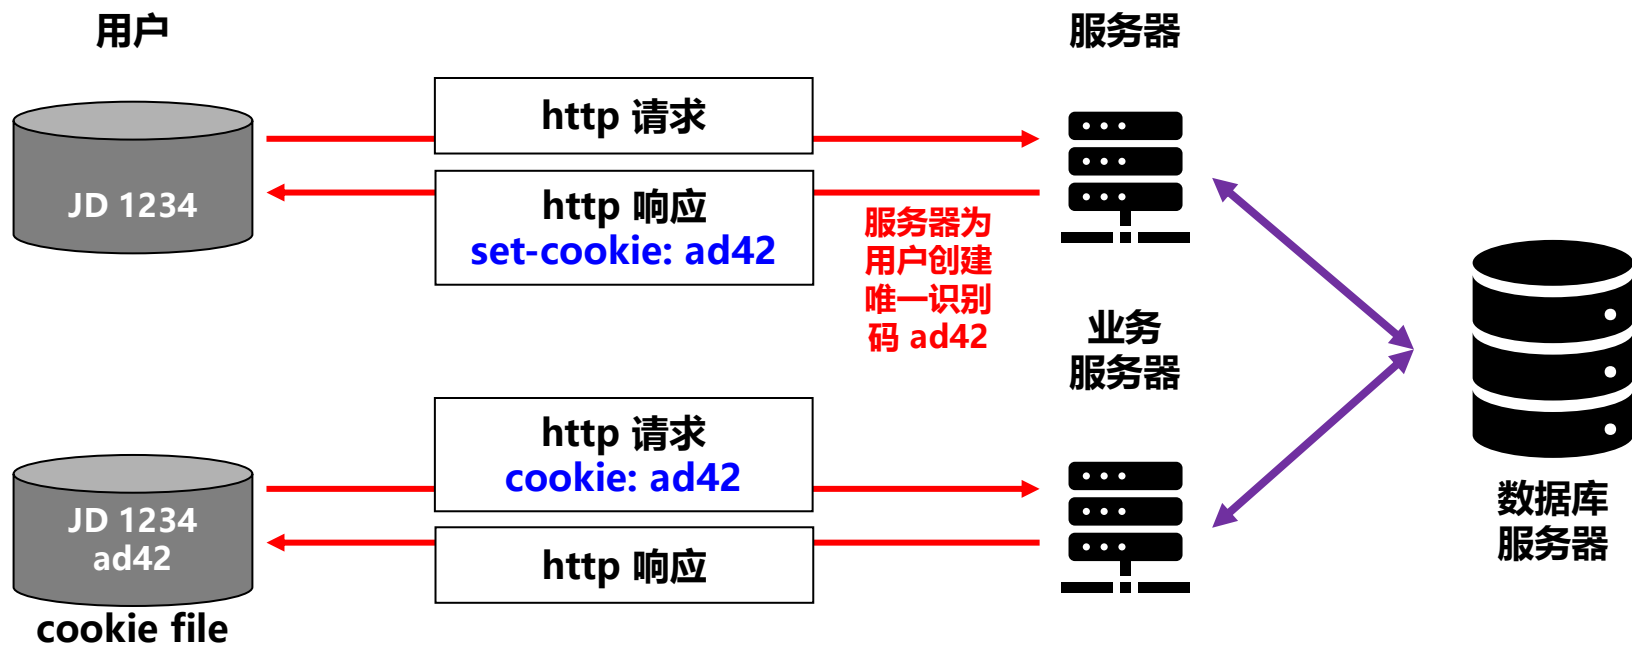 用户
服务器
http 请求
JD 1234
http 响应
set-cookie: ad42
服务器为
用户创建
唯一识别
码 ad42
业务
服务器
http 请求
cookie: ad42
JD 1234
ad42
http 响应
cookie file
数据库
服务器